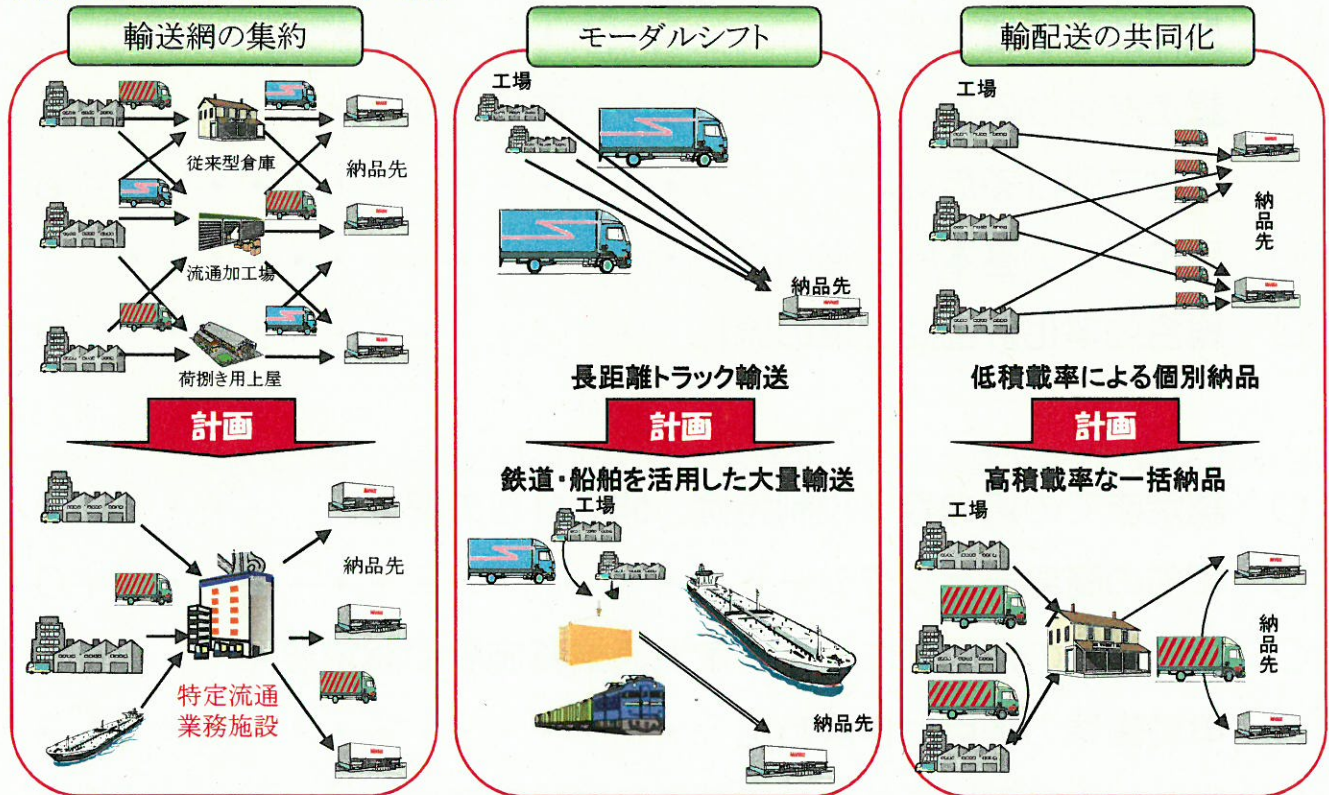 輸送網の集約
従来型倉庫
納品先
流通加工場
荷捌き用上屋
計画
納品先
特定流通
業務施設
モーダルシフト
工場
納品先
長距離トラック輸送
計画
鉄道・船舶を活用した大量輸送
工場
納品先
輸配送の共同化
工場
納品先
低積載率による個別納品
計画
高積載率な一括納品
工場
納品先